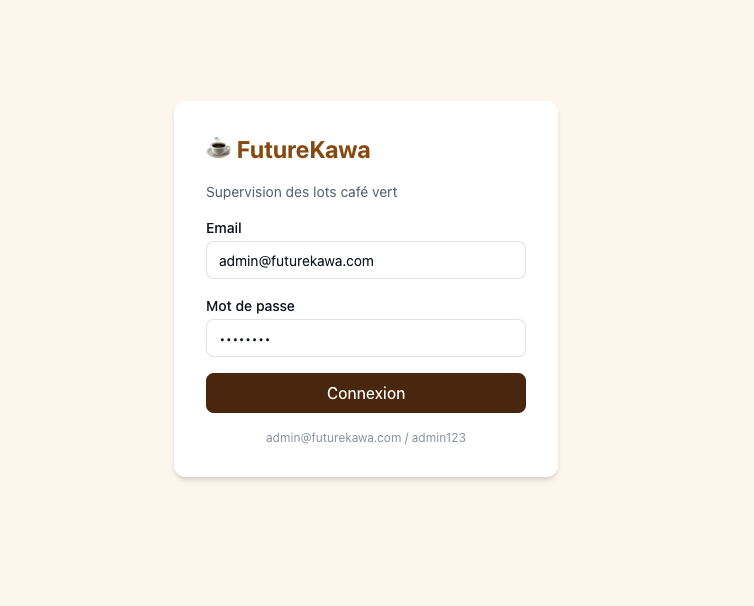 FutureKawa
Supervision des lots café vert
Email
admin@futurekawa.com
Mot de passe
••••••••
Connexion
admin@futurekawa.com / admin123